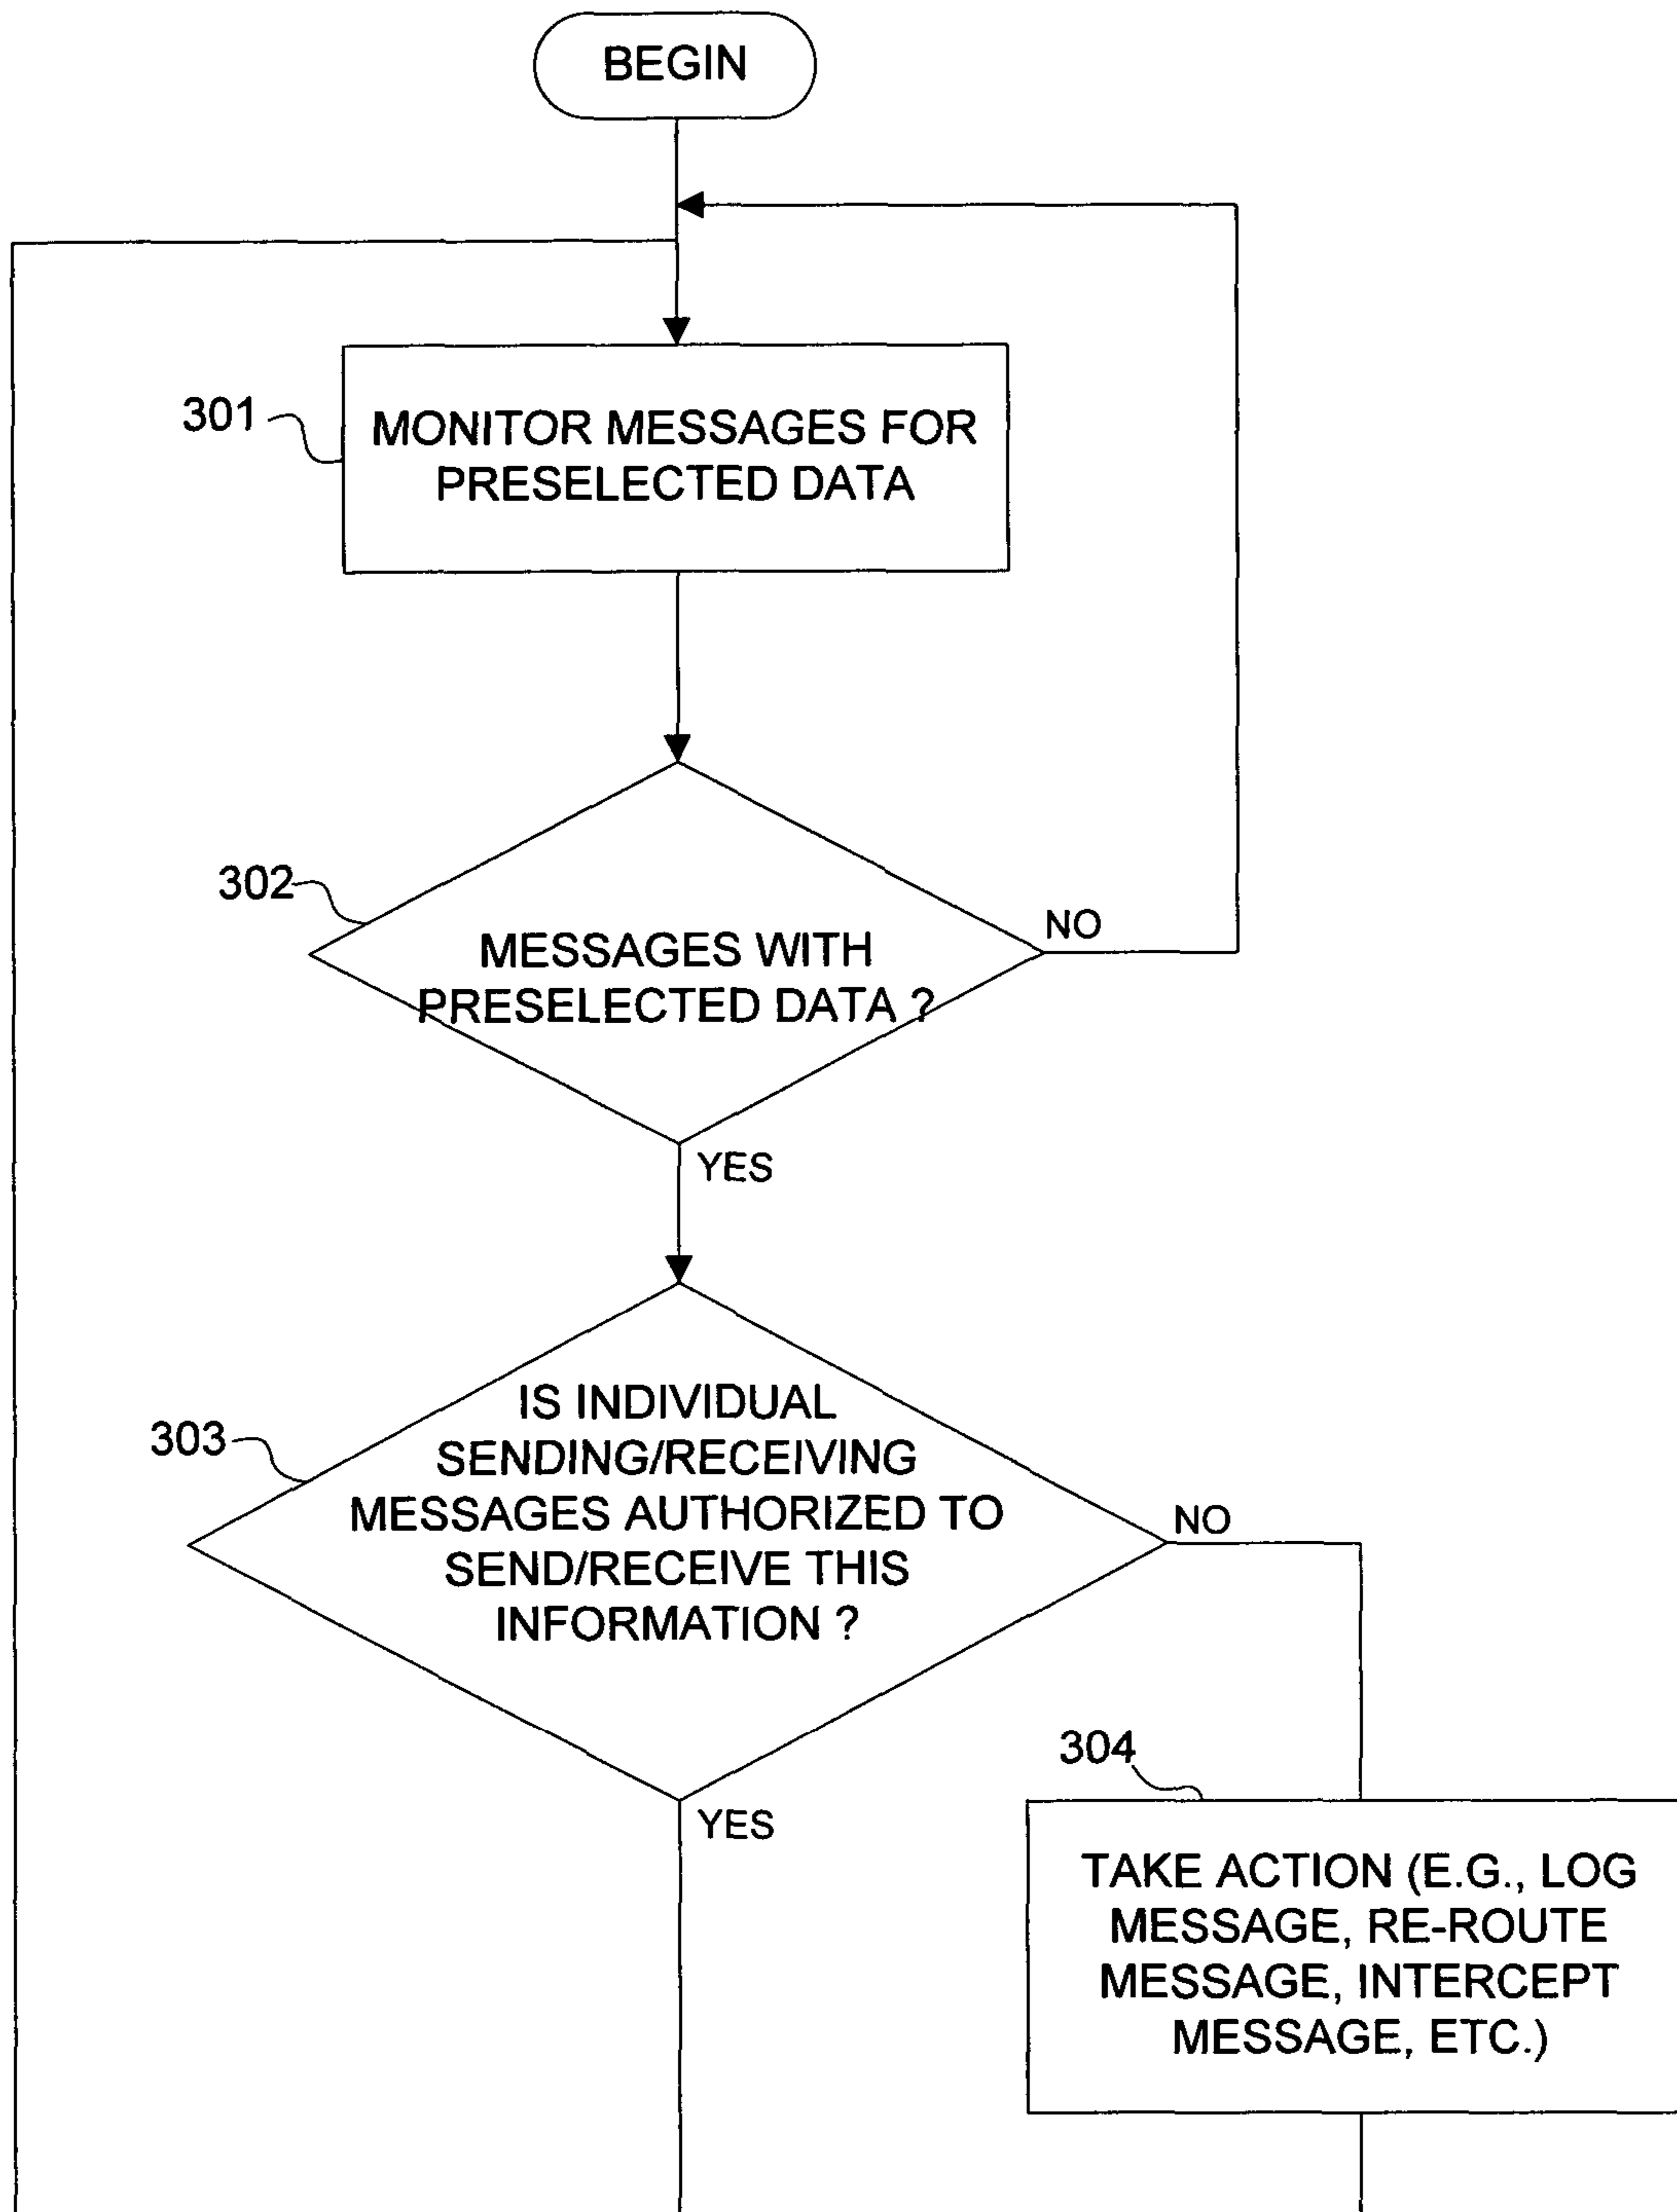 BEGIN
301
MONITOR MESSAGES FOR
PRESELECTED DATA
302
MESSAGES WITH
PRESELECTED DATA ?
NO
YES
303
IS INDIVIDUAL
SENDING/RECEIVING
MESSAGES AUTHORIZED TO
SEND/RECEIVE THIS
INFORMATION ?
NO
YES
304
TAKE ACTION (E.G., LOG
MESSAGE, RE-ROUTE
MESSAGE, INTERCEPT
MESSAGE, ETC.)